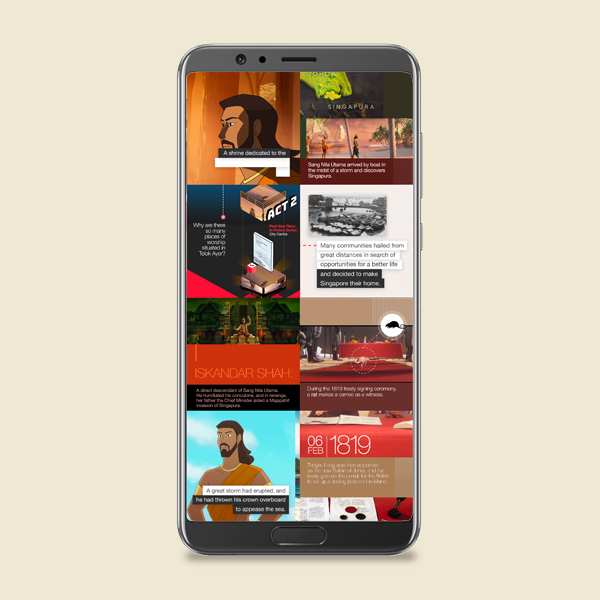 A shrine dedicated to the
JOHOR
SINGAPURA
Sang Nila Utama arrived by boat in
the midst of a storm and discovers
Singapura.
Why are there
so many
places of
worship
situated in
Telok Ayer?
ACT 2
City Centre
Many communities hailed from
great distances in search of
opportunities for a better life
and decided to make
Singapore their home.
ISKANDAR SHAH:
A direct descendant of Sang Nila Utama.
He humiliated his concubine, and in revenge,
her father the Chief Minister aided a Majapahit
invasion of Singapura.
During the 1819 treaty signing ceremony,
a rat makes a cameo as a witness.
A great storm had erupted, and
he had thrown his crown overboard
to appease the sea.
06
FEB
1819